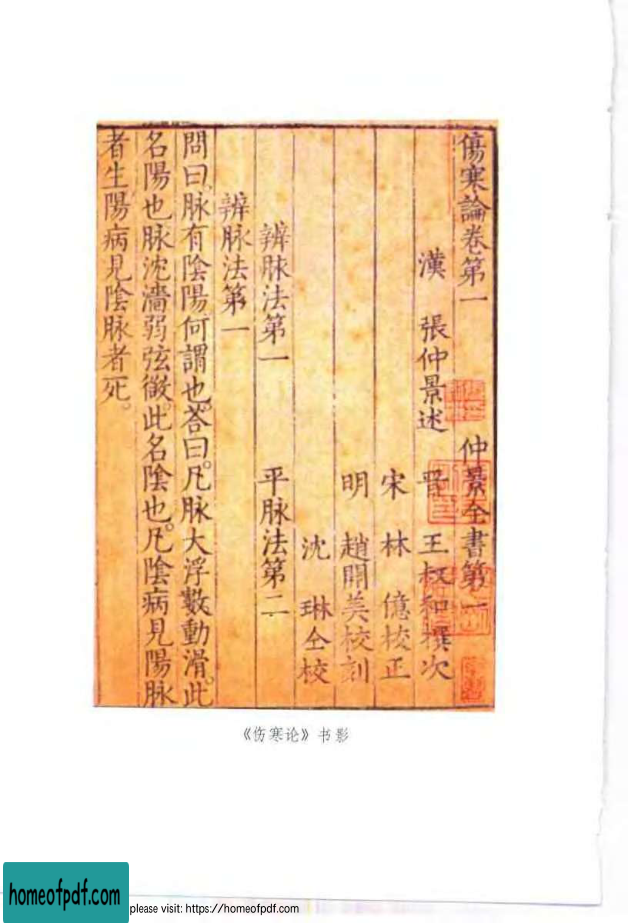 傷寒論卷第一 仲景全書第一
漢 張仲景述 晉 王叔和撰次
宋 林 億校正
明 趙開美校刻
沈 琳仝校
辨脉法第一 平脈法第二
辨脈法第一
問曰。脉有陰陽何謂也。荅曰。凡脉大浮數動滑。此
名陽也。脉沈濇弱弦微。此名陰也。凡陰病見陽脉
者生。陽病見陰脉者死。
《伤寒论》书影
homeofpdf.com
please visit: https://homeofpdf.com